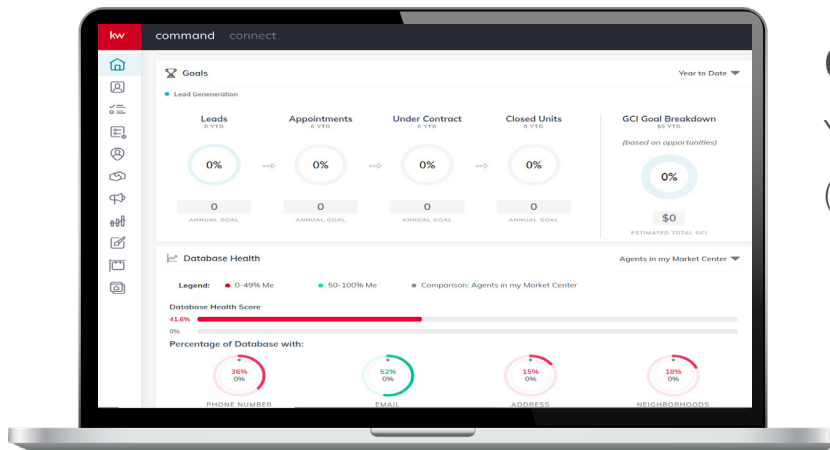 kw command connect
Goals
Year to Date
Lead Geneneration
Leads Appointments Under Contract Closed Units GCI Goal Breakdown
0 YTD 0 YTD 0 YTD 0 YTD $0 YTD
(based on opportunities)
0% 0% 0% 0% 0%
0 0 0 0 $0
ANNUAL GOAL ANNUAL GOAL ANNUAL GOAL ANNUAL GOAL ESTIMATED TOTAL GCI
Database Health
Agents in my Market Center
Legend: 0-49% Me 50-100% Me Comparison: Agents in my Market Center
Database Health Score
41.6%
0%
Percentage of Database with:
36% 52% 15% 18%
0% 0% 0% 0%
PHONE NUMBER EMAIL ADDRESS NEIGHBORHOODS